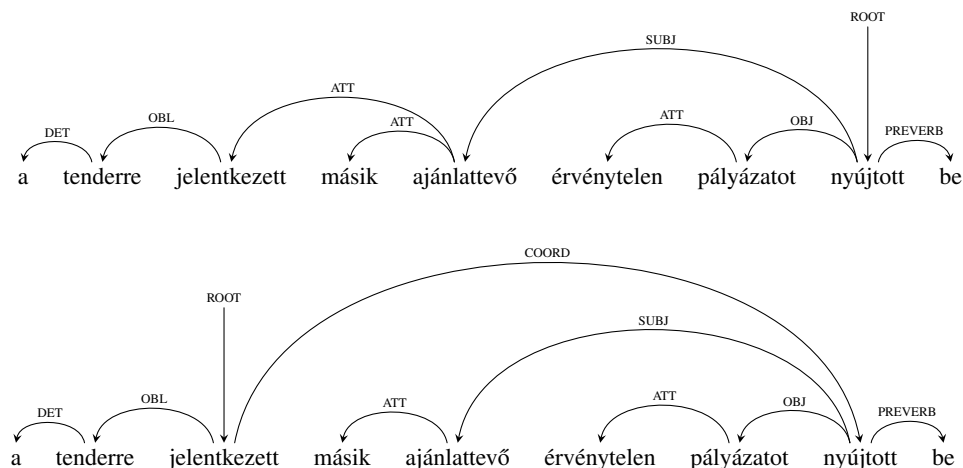 ROOT
SUBJ
ATT
DET OBL ATT ATT OBJ PREVERB
a tenderre jelentkezett másik ajánlattevő érvénytelen pályázatot nyújtott be
COORD
ROOT
SUBJ
DET OBL ATT ATT OBJ PREVERB
a tenderre jelentkezett másik ajánlattevő érvénytelen pályázatot nyújtott be